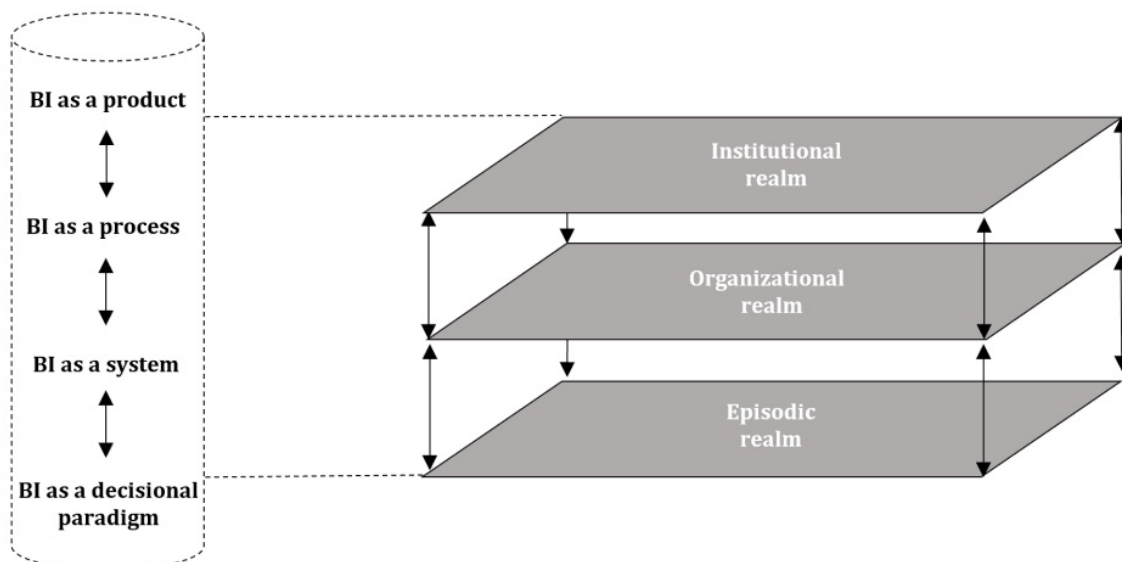 BI as a product
BI as a process
BI as a system
BI as a decisional
paradigm
Institutional
realm
Organizational
realm
Episodic
realm